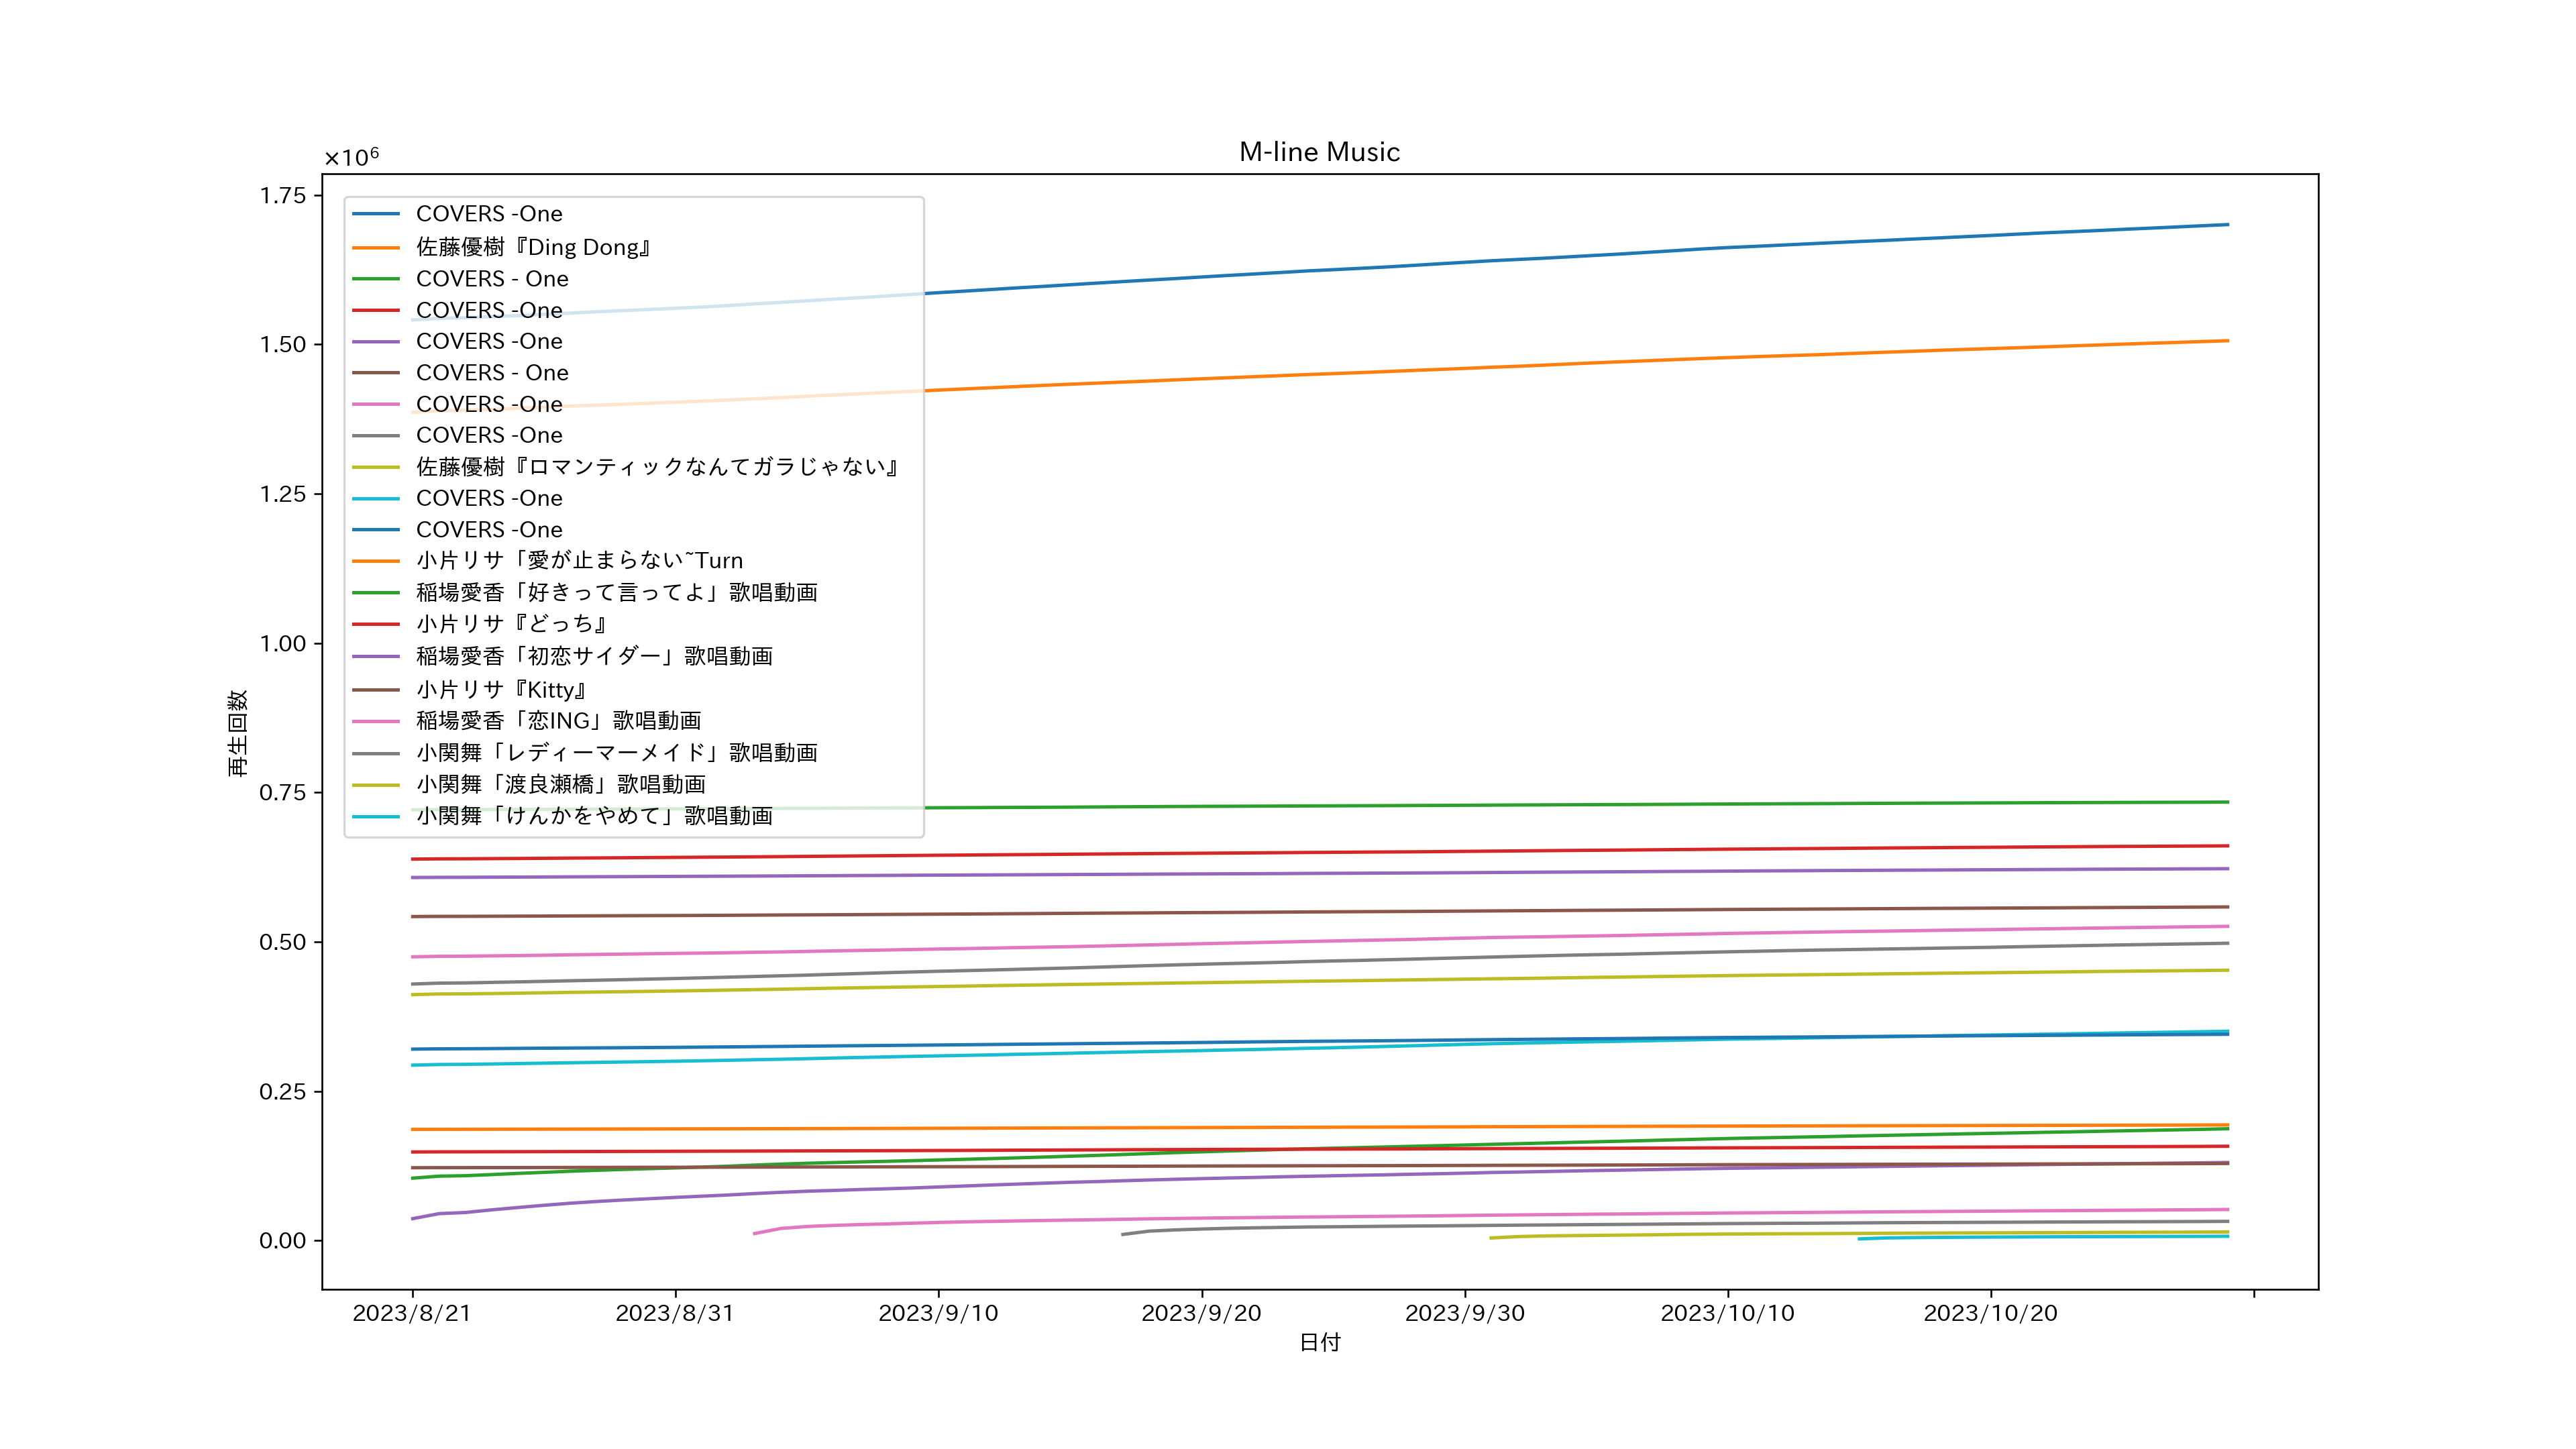 M-line Music
×10⁶
1.75
1.50
1.25
1.00
0.75
0.50
0.25
0.00
再生回数
COVERS -One
佐藤優樹『Ding Dong』
COVERS - One
COVERS -One
COVERS -One
COVERS - One
COVERS -One
COVERS -One
佐藤優樹『ロマンティックなんてガラじゃない』
COVERS -One
COVERS -One
小片リサ「愛が止まらない~Turn
稲場愛香「好きって言ってよ」歌唱動画
小片リサ『どっち』
稲場愛香「初恋サイダー」歌唱動画
小片リサ『Kitty』
稲場愛香「恋ING」歌唱動画
小関舞「レディーマーメイド」歌唱動画
小関舞「渡良瀬橋」歌唱動画
小関舞「けんかをやめて」歌唱動画
2023/8/21 2023/8/31 2023/9/10 2023/9/20 2023/9/30 2023/10/10 2023/10/20
日付